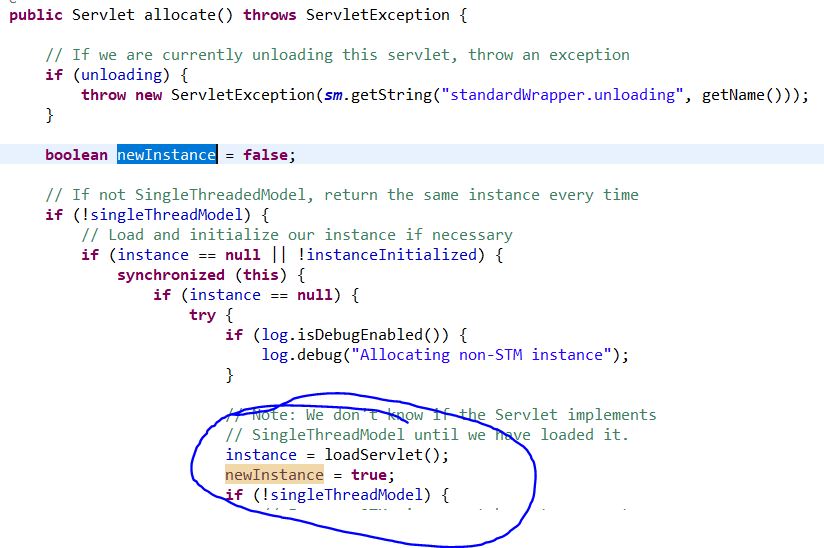 public Servlet allocate() throws ServletException {
// If we are currently unloading this servlet, throw an exception
if (unloading) {
throw new ServletException(sm.getString("standardWrapper.unloading", getName()));
}
boolean newInstance = false;
// If not SingleThreadedModel, return the same instance every time
if (!singleThreadModel) {
// Load and initialize our instance if necessary
if (instance == null || !instanceInitialized) {
synchronized (this) {
if (instance == null) {
try {
if (log.isDebugEnabled()) {
log.debug("Allocating non-STM instance");
}
// Note: We don't know if the Servlet implements
// SingleThreadModel until we have loaded it.
instance = loadServlet();
newInstance = true;
if (!singleThreadModel) {